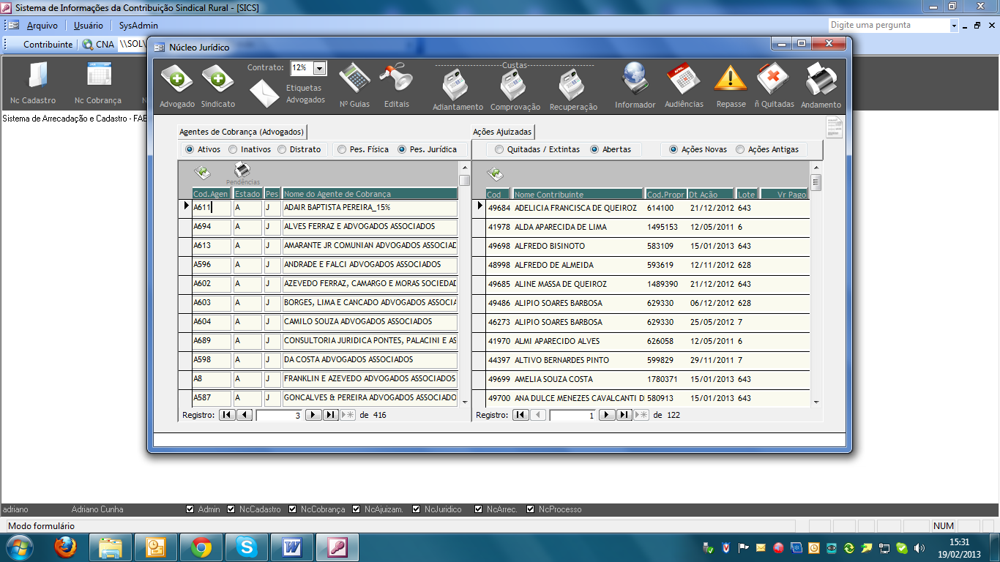 Sistema de Informações da Contribuição Sindical Rural - [SICS]
Arquivo Usuário SysAdmin Digite uma pergunta
Contribuinte CNA \\SOL\
Núcleo Jurídico
Nc Cadastro Nc Cobrança
Sistema de Arrecadação e Cadastro - FAE
Contrato: 12% Custas
Etiquetas
Advogados
Advogado Sindicato Nº Guias Editais Adiantamento Comprovação Recuperação Informador Audiências Repasse ñ Quitadas Andamento
Agentes de Cobrança (Advogados)
Ativos Inativos Distrato Pes. Física Pes. Jurídica
Pendências
Cod.Agen Estado Pes Nome do Agente de Cobrança
A611 A J ADAIR BAPTISTA PEREIRA_15%
A694 A J ALVES FERRAZ E ADVOGADOS ASSOCIADOS
A613 A J AMARANTE JR COMUNIAN ADVOGADOS ASSOCIAD
A596 A J ANDRADE E FALCI ADVOGADOS ASSOCIADOS
A602 A J AZEVEDO FERRAZ, CAMARGO E MORAS SOCIEDAD
A603 A J BORGES, LIMA E CANCADO ADVOGADOS ASSOCIA
A604 A J CAMILO SOUZA ADVOGADOS ASSOCIADOS
A689 A J CONSULTORIA JURIDICA PONTES, PALACINI E AS
A598 A J DA COSTA ADVOGADOS ASSOCIADOS
A8 A J FRANKLIN E AZEVEDO ADVOGADOS ASSOCIADOS
A587 A J GONCALVES & PEREIRA ADVOGADOS ASSOCIADO
Registro: 3 de 416
Ações Ajuizadas
Quitadas / Extintas Abertas Ações Novas Ações Antigas
Cod Nome Contribuinte Cod.Propr Dt Ação Lote Vr Pago
49684 ADELICIA FRANCISCA DE QUEIROZ 614100 21/12/2012 643
41978 ALDA APARECIDA DE LIMA 1495153 12/05/2011 6
49698 ALFREDO BISINOTO 583109 15/01/2013 643
48998 ALFREDO DE ALMEIDA 593619 12/11/2012 628
49685 ALINE MASSA DE QUEIROZ 1489390 21/12/2012 643
49486 ALIPIO SOARES BARBOSA 629330 06/12/2012 628
46273 ALIPIO SOARES BARBOSA 629330 25/05/2012 7
41970 ALMI APARECIDO ALVES 626058 12/05/2011 6
44397 ALTIVO BERNARDES PINTO 599829 29/11/2011 7
49699 AMELIA SOUZA COSTA 1780371 15/01/2013 643
49700 ANA DULCE MENEZES CAVALCANTI D 580913 15/01/2013 643
Registro: 1 de 122
adriano Adriano Cunha Admin NcCadastro NcCobrança NcAjuizam. NcJuridico NcArrec. NcProcesso
Modo formulário NUM
15:31
19/02/2013